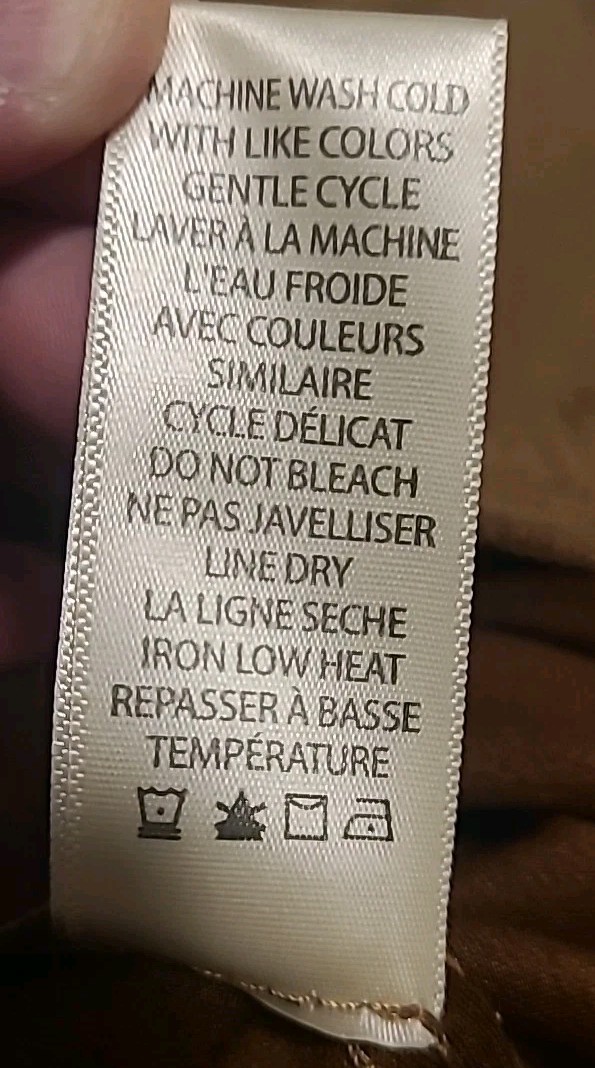 MACHINE WASH COLD
WITH LIKE COLORS
GENTLE CYCLE
LAVER À LA MACHINE
L'EAU FROIDE
AVEC COULEURS
SIMILAIRE
CYCLE DÉLICAT
DO NOT BLEACH
NE PAS JAVELLISER
LINE DRY
LA LIGNE SECHE
IRON LOW HEAT
REPASSER À BASSE
TEMPÉRATURE